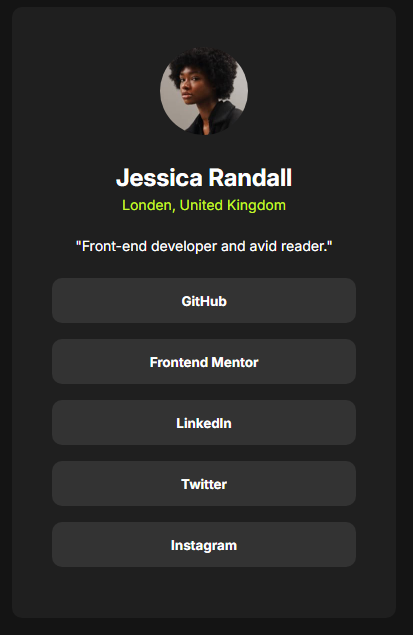 Jessica Randall
Londen, United Kingdom
"Front-end developer and avid reader."
GitHub
Frontend Mentor
LinkedIn
Twitter
Instagram